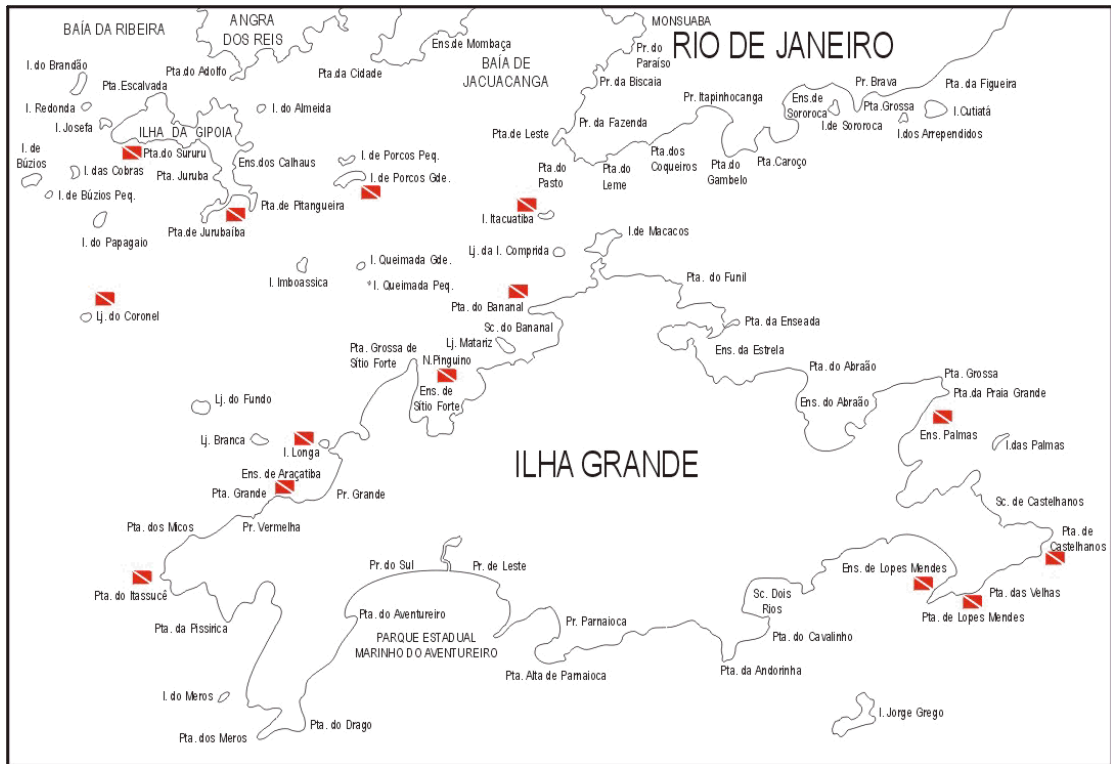 BAÍA DA RIBEIRA
ANGRA
DOS REIS
MONSUABA
RIO DE JANEIRO
Ens.de Mombaça
Pr. do
Paraíso
BAÍA DE
JACUACANGA
I. do Brandão
Pta.do Adolfo
Pta.da Cidade
Pta. Escalvada
Pr. da Biscaia
Pr. Brava
Pta.da Figueira
I. Redonda
I. do Almeida
Pr. Itapinhocanga
Ens.de
Sororoca
Pta.Grossa
I.Cutiatá
I. Josefa
ILHA DA GIPOIA
Pta.de Leste
Pr. da Fazenda
I.de Sororoca
I.dos Arrependidos
I. de
Búzios
Pta.do Sururu
Ens.dos Calhaus
I. de Porcos Peq.
Pta.dos
Coqueiros
Pta.Caroço
I. das Cobras
Pta. Juruba
I. de Porcos Gde.
Pta.do
Pasto
Pta.do
Leme
Pta.do
Gambelo
I. de Búzios Peq.
Pta.de Pitangueira
I. do Papagaio
Pta.de Jurubaíba
I. Itacuatiba
I.de Macacos
Lj. da I. Comprida
I. Imboassica
I. Queimada Gde.
I. Queimada Peq.
Pta. do Funil
Lj. do Coronel
Pta. do Bananal
Sc. do Bananal
Pta. da Enseada
Lj. Matariz
Pta. Grossa de
Sítio Forte
N.Pinguino
Ens. da Estrela
Pta. do Abraão
Pta. Grossa
Pta.da Praia Grande
Ens. de
Sítio Forte
Ens.do Abraão
Lj. do Fundo
Ens. Palmas
I.das Palmas
Lj. Branca
I. Longa
ILHA GRANDE
Ens. de Araçatiba
Pta. Grande
Pr. Grande
Sc. de Castelhanos
Pta. dos Micos
Pr. Vermelha
Pta. de
Castelhanos
Pr.do Sul
Pr. de Leste
Ens. de Lopes Mendes
Pta. do Itassucê
Pta. das Velhas
Sc. Dois
Rios
Pta. de Lopes Mendes
Pta. da Pissirica
Pta. do Aventureiro
Pr. Parnaioca
PARQUE ESTADUAL
MARINHO DO AVENTUREIRO
Pta. do Cavalinho
Pta. Alta de Parnaioca
Pta. da Andorinha
I. do Meros
I. Jorge Grego
Pta. do Drago
Pta. dos Meros